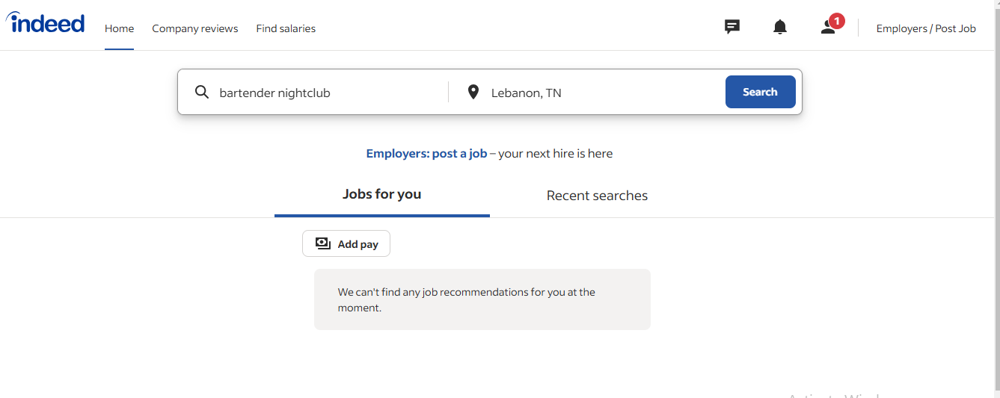 indeed
Home
Company reviews
Find salaries
1
Employers / Post Job
bartender nightclub
Lebanon, TN
Search
Employers: post a job – your next hire is here
Jobs for you
Recent searches
Add pay
We can't find any job recommendations for you at the
moment.